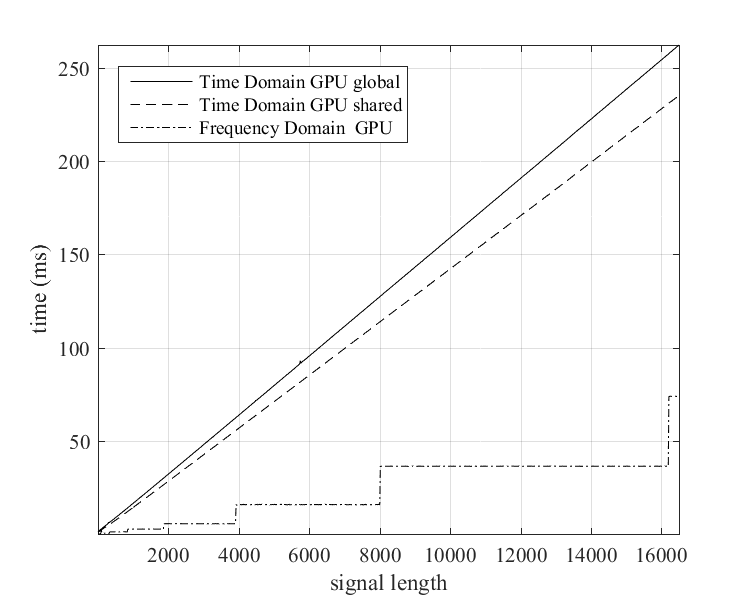 250
200
150
100
50
time (ms)
Time Domain GPU global
Time Domain GPU shared
Frequency Domain  GPU
2000 4000 6000 8000 10000 12000 14000 16000
signal length